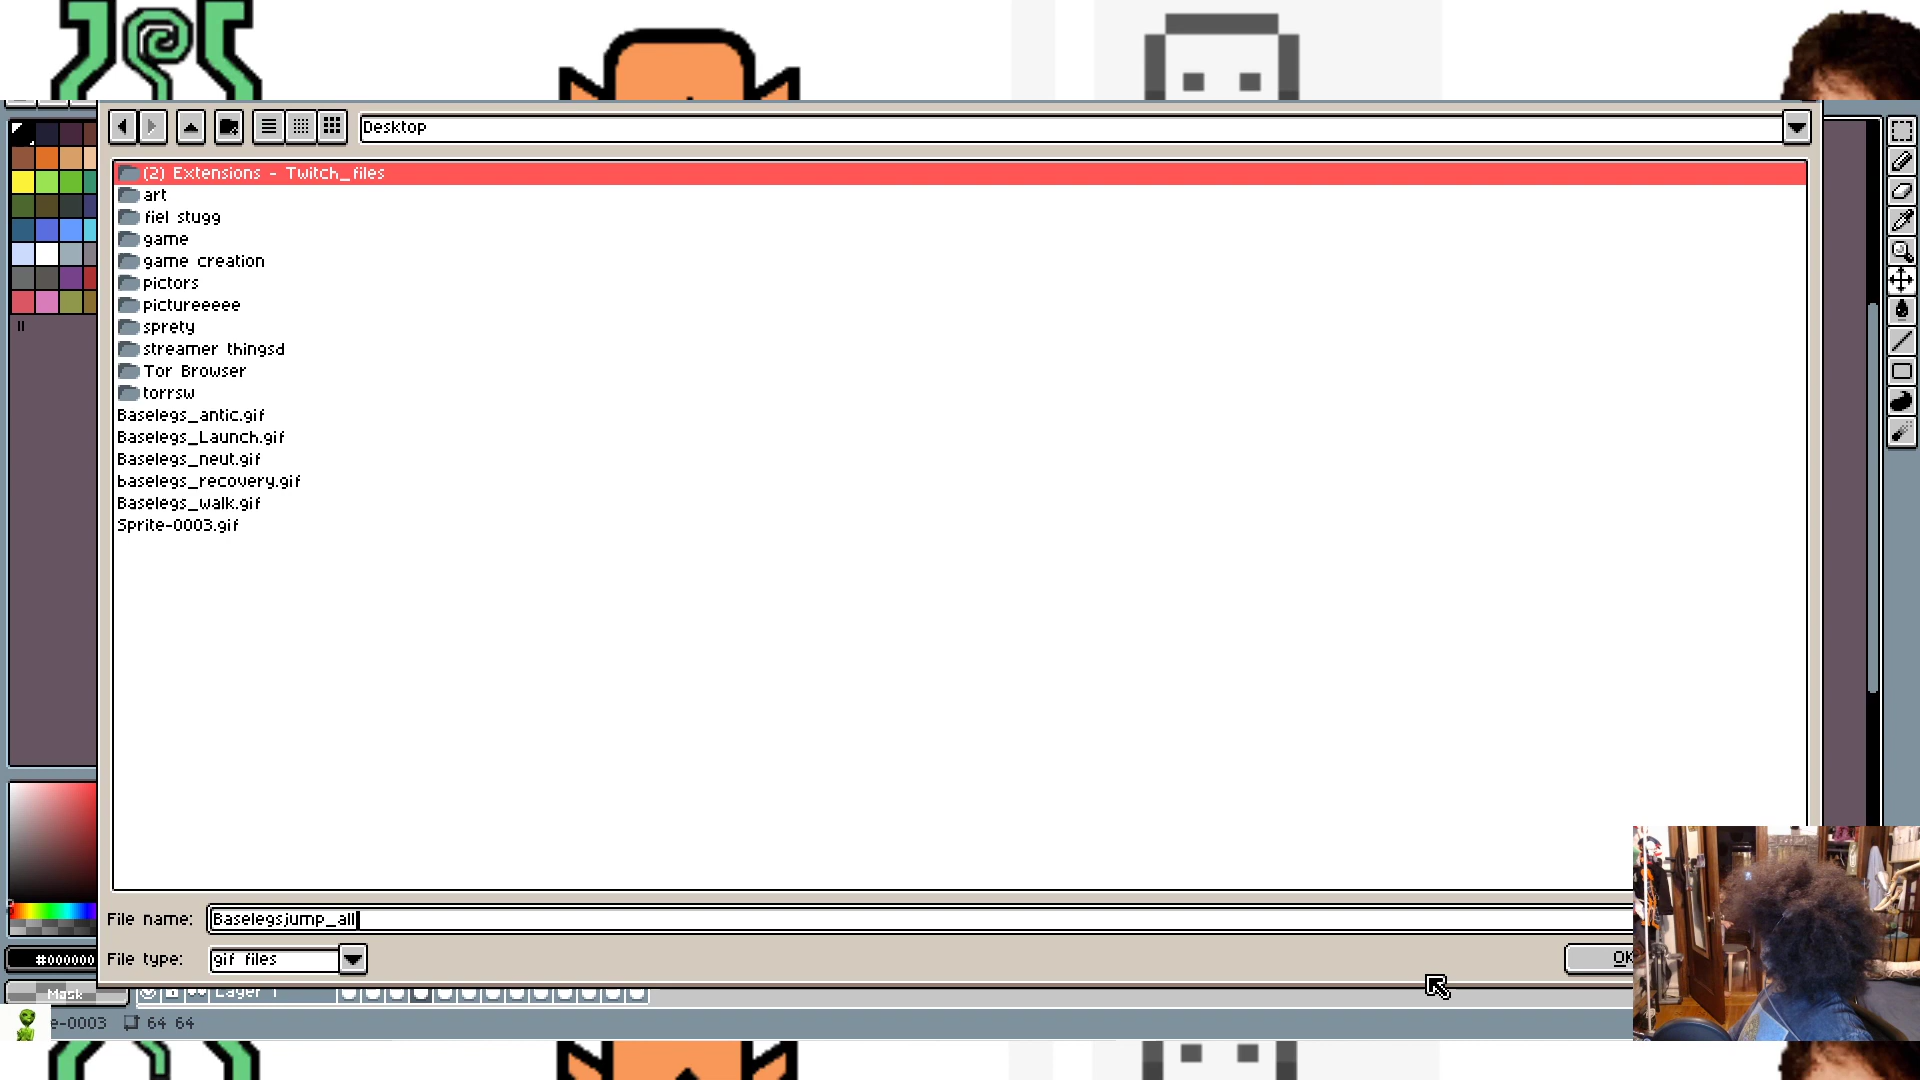 Desktop
(2) Extensions - Twitch_files
art
fiel stugg
game
game creation
pictors
pictureeeee
sprety
streamer thingsd
Tor Browser
torrsw
Baselegs_antic.gif
Baselegs_Launch.gif
Baselegs_neut.gif
baselegs_recovery.gif
Baselegs_walk.gif
Sprite-0003.gif
File name: Baselegsjump_all
File type: gif files
OK
#000000
Mask
Layer 1
e-0003 64 64